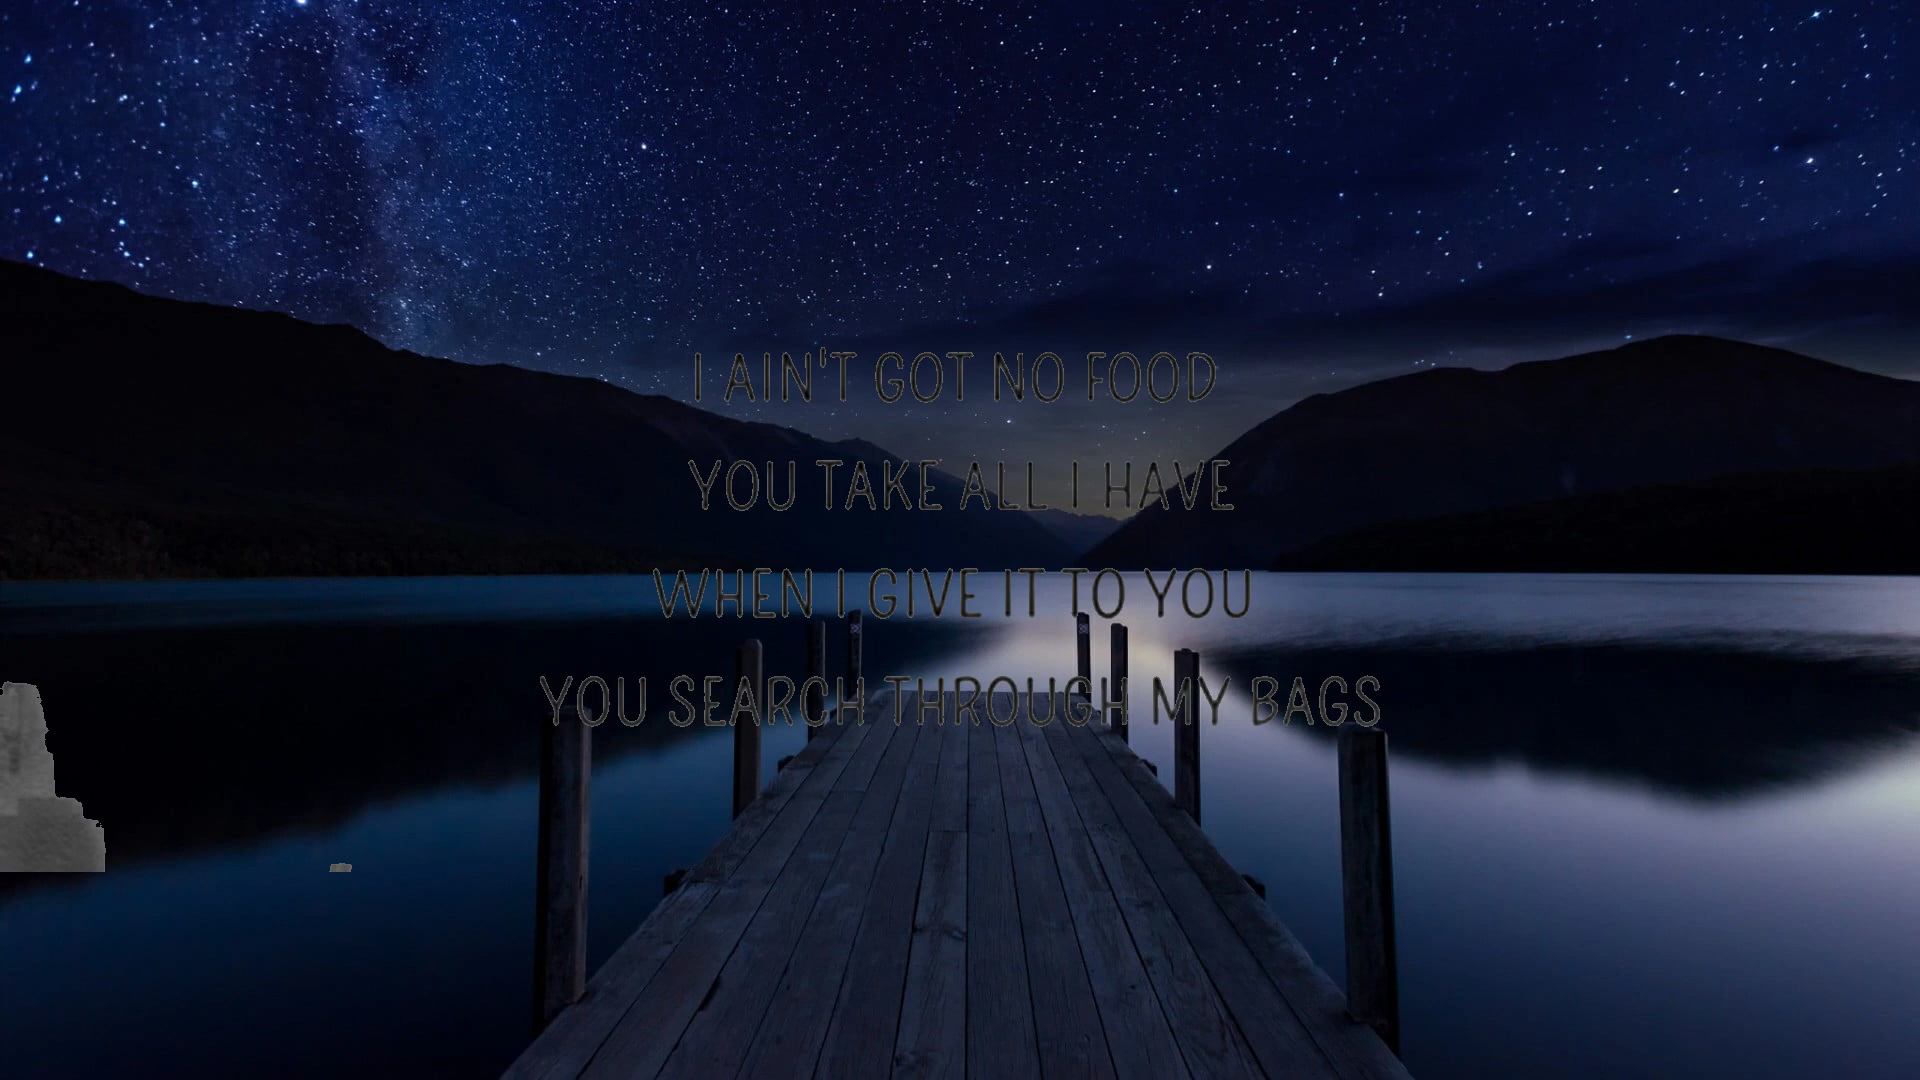 I AIN'T GOT NO FOOD
YOU TAKE ALL I HAVE
WHEN I GIVE IT TO YOU
YOU SEARCH THROUGH MY BAGS